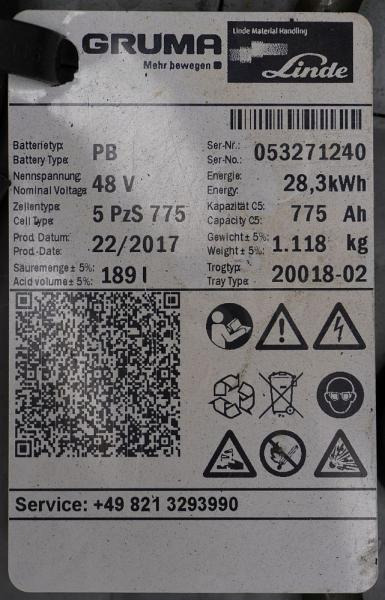 GRUMA
Mehr bewegen
Linde Material Handling
Linde
Batterietyp: PB
Battery Type:
Ser-Nr.: 053271240
Ser-No.:
Nennspannung: 48 V
Nominal Voltage
Energie: 28,3kWh
Energy:
Zellentype: 5 PzS 775
Cell Type:
Kapazität C5: 775 Ah
Capacity C5:
Prod. Datum: 22/2017
Prod.-Date:
Gewicht ± 5%: 1.118 kg
Weight ± 5%:
Säuremenge ± 5%: 189 l
Acid volume ± 5%:
Trogtyp: 20018-02
Tray Type:
Service: +49 821 3293990